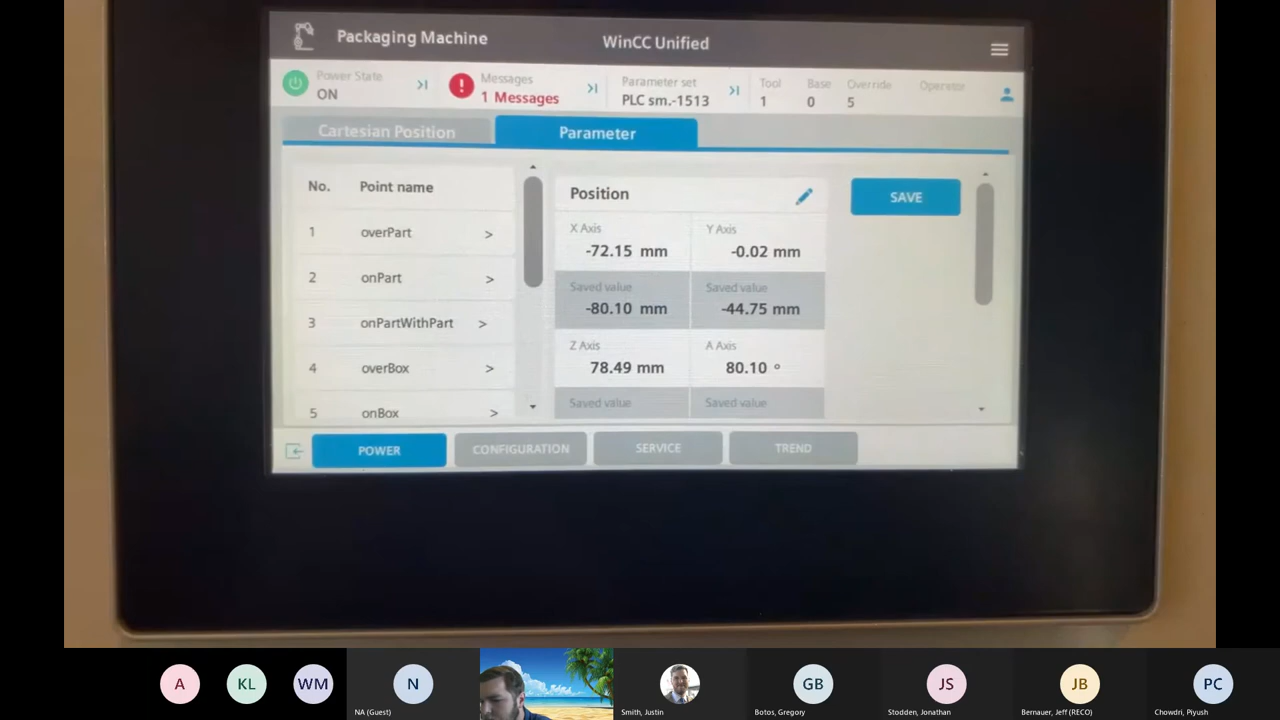 Packaging Machine
WinCC Unified
Power State
ON
Messages
1 Messages
Parameter set
PLC sm.-1513
Tool
1
Base
0
Override
5
Operator
Cartesian Position
Parameter
No. Point name
1 overPart >
2 onPart >
3 onPartWithPart >
4 overBox >
5 onBox >
Position
X Axis
-72.15 mm
Y Axis
-0.02 mm
Saved value
-80.10 mm
Saved value
-44.75 mm
Z Axis
78.49 mm
A Axis
80.10 °
Saved value
Saved value
SAVE
POWER
CONFIGURATION
SERVICE
TREND
A
KL
WM
N
NA (Guest)
Smith, Justin
GB
Botos, Gregory
JS
Stodden, Jonathan
JB
Bernauer, Jeff (RECO)
PC
Chowdri, Piyush